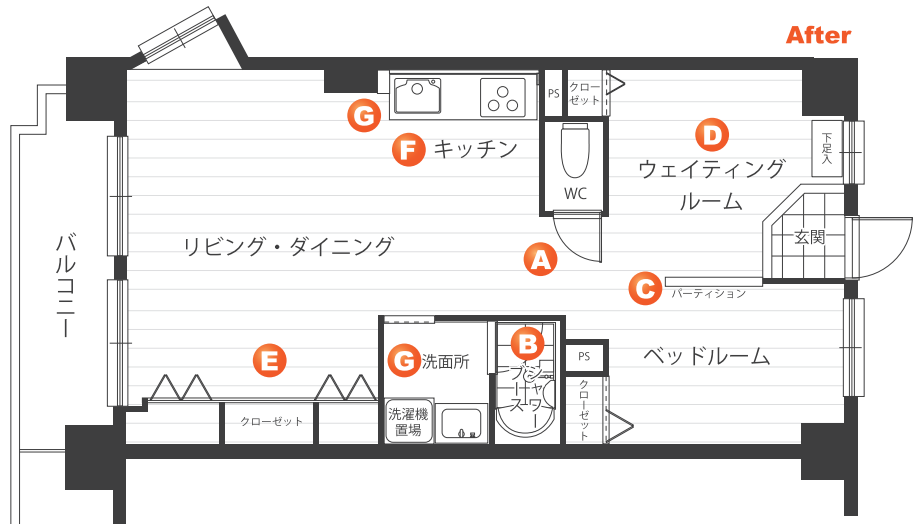 After
PS
クロー
ゼット
G
キッチン
F
D
下足入
ウェイティング
ルーム
WC
玄関
リビング・ダイニング
バルコニー
A
C
パーティション
B
シャワー
ブース
PS
ベッドルーム
E
G
洗面所
クローゼット
洗濯機
置場
クローゼット